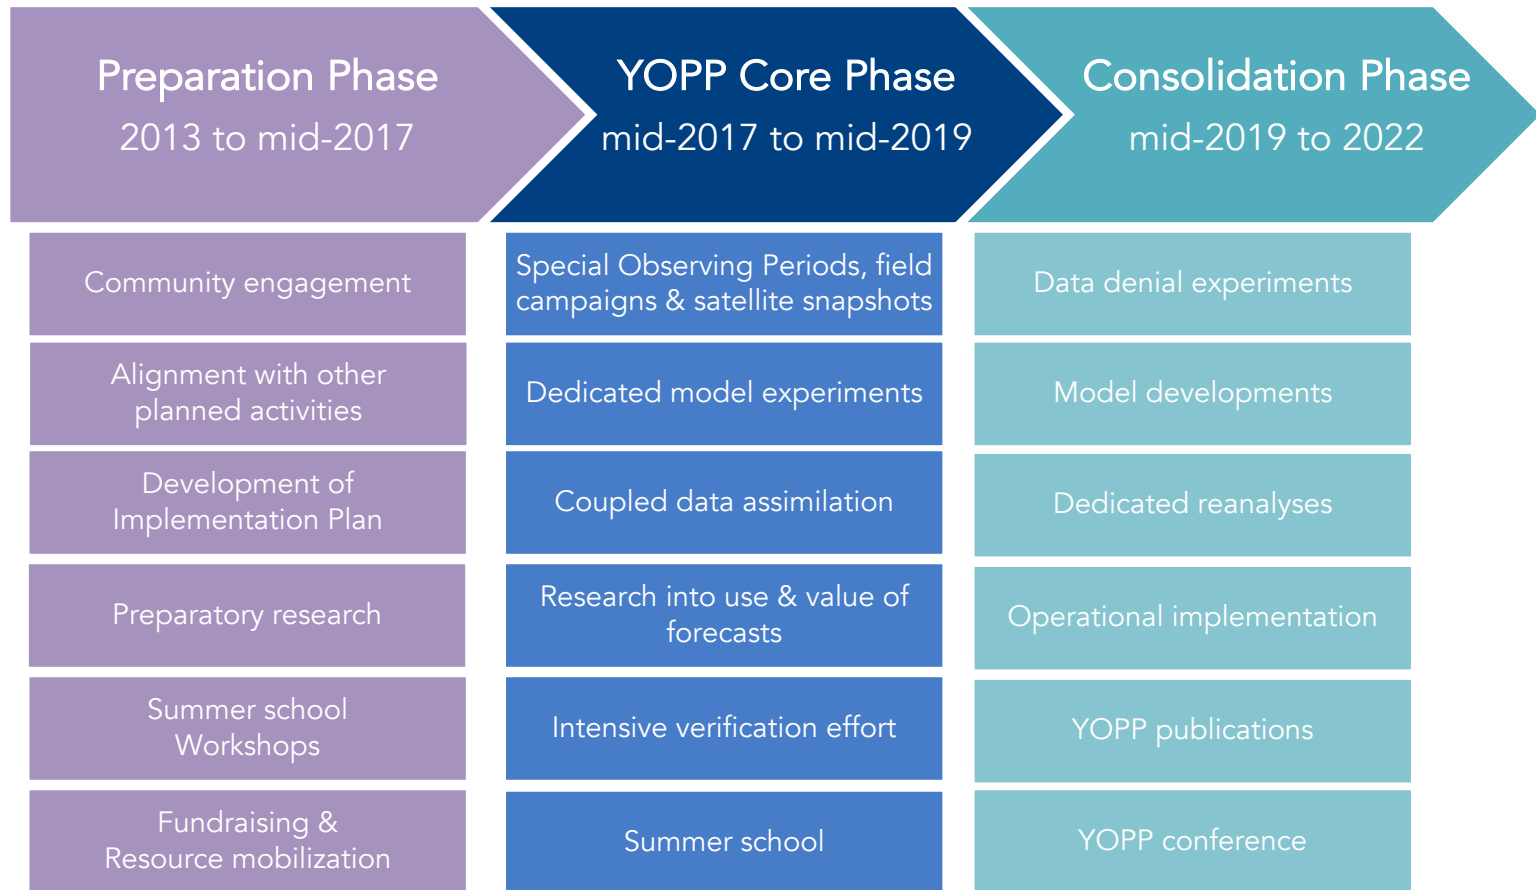 Preparation Phase
2013 to mid-2017
YOPP Core Phase
mid-2017 to mid-2019
Consolidation Phase
mid-2019 to 2022
Community engagement
Alignment with other
planned activities
Development of
Implementation Plan
Preparatory research
Summer school
Workshops
Fundraising &
Resource mobilization
Special Observing Periods, field
campaigns & satellite snapshots
Dedicated model experiments
Coupled data assimilation
Research into use & value of
forecasts
Intensive verification effort
Summer school
Data denial experiments
Model developments
Dedicated reanalyses
Operational implementation
YOPP publications
YOPP conference